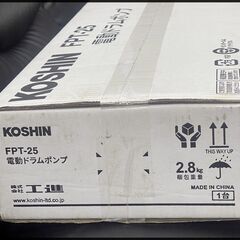 KOSHIN
FPT-25
電動ドラムポンプ
KOSHIN
FPT-25
電動ドラムポンプ
2.8kg
梱包重量
THIS WAY UP
株式会社 工進
www.koshin-ltd.co.jp
MADE IN CHINA
1台